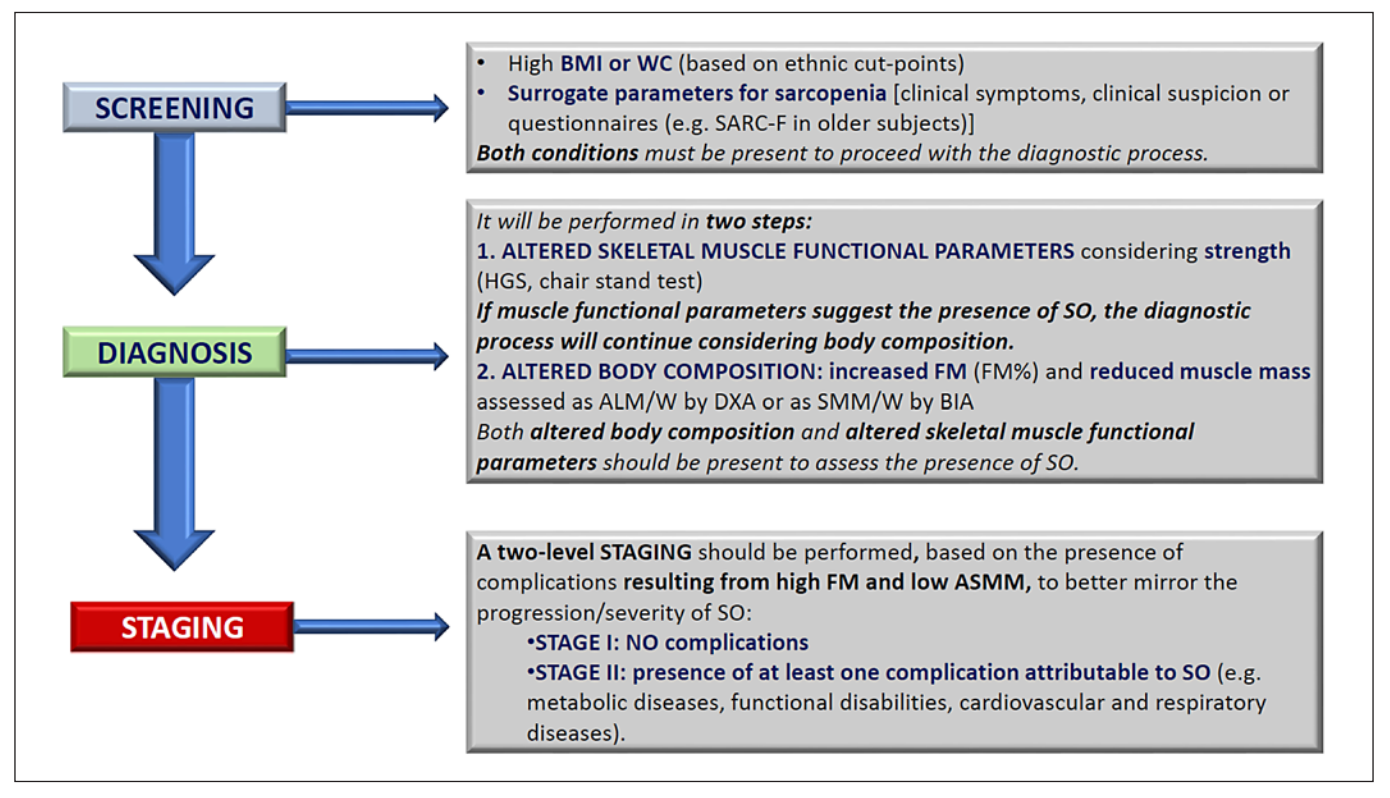 SCREENING
• High BMI or WC (based on ethnic cut-points)
• Surrogate parameters for sarcopenia [clinical symptoms, clinical suspicion or
questionnaires (e.g. SARC-F in older subjects)]
Both conditions must be present to proceed with the diagnostic process.
DIAGNOSIS
It will be performed in two steps:
1. ALTERED SKELETAL MUSCLE FUNCTIONAL PARAMETERS considering strength
(HGS, chair stand test)
If muscle functional parameters suggest the presence of SO, the diagnostic
process will continue considering body composition.
2. ALTERED BODY COMPOSITION: increased FM (FM%) and reduced muscle mass
assessed as ALM/W by DXA or as SMM/W by BIA
Both altered body composition and altered skeletal muscle functional
parameters should be present to assess the presence of SO.
STAGING
A two-level STAGING should be performed, based on the presence of
complications resulting from high FM and low ASMM, to better mirror the
progression/severity of SO:
•STAGE I: NO complications
•STAGE II: presence of at least one complication attributable to SO (e.g.
metabolic diseases, functional disabilities, cardiovascular and respiratory
diseases).